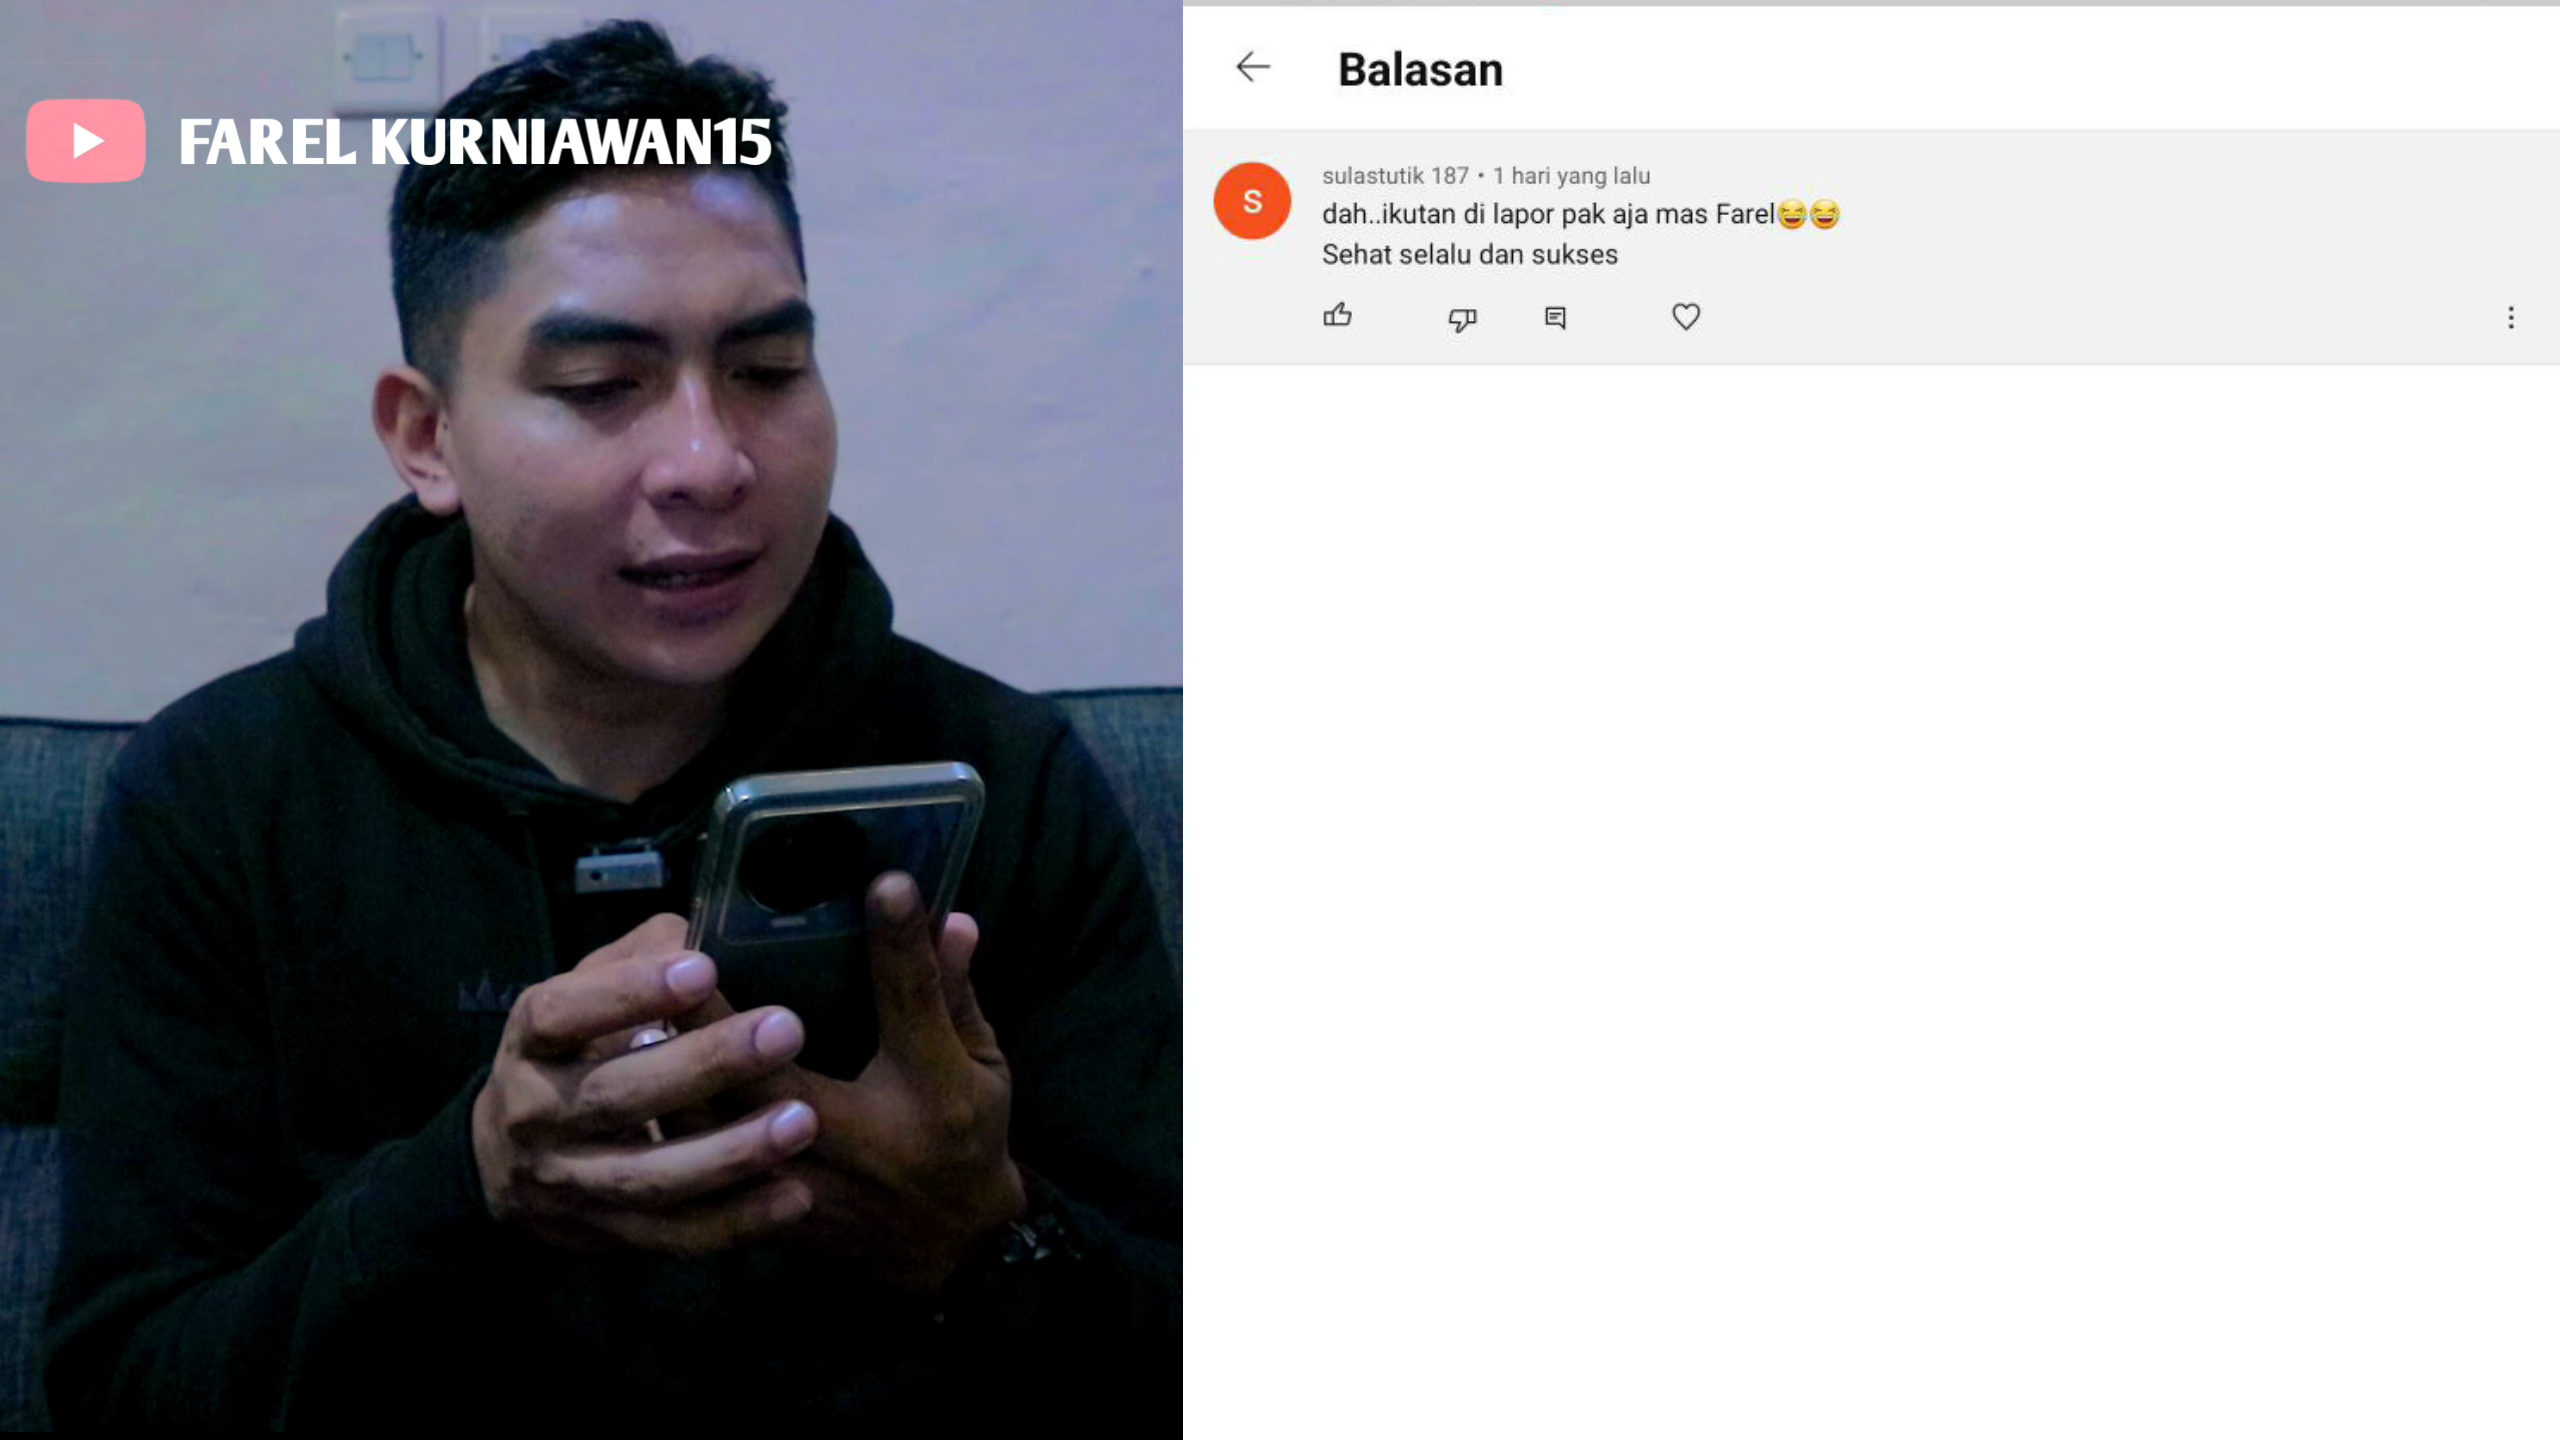 FAREL KURNIAWAN15
Balasan
S
sulastutik 187 • 1 hari yang lalu
dah..ikutan di lapor pak aja mas Farel😆😆
Sehat selalu dan sukses